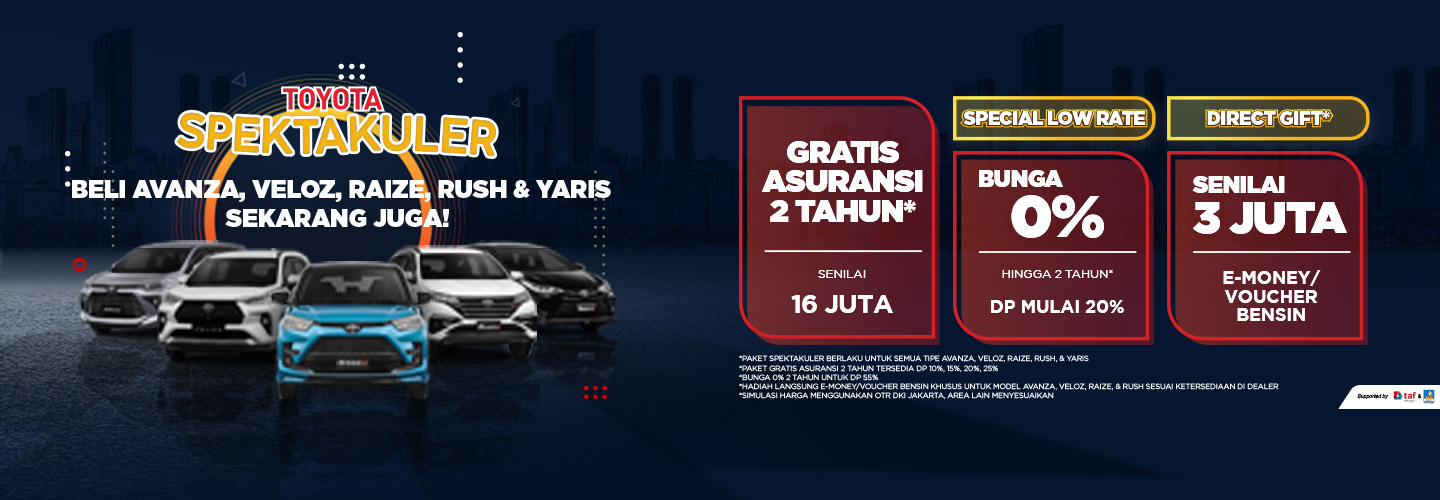 TOYOTA
SPEKTAKULER
BELI AVANZA, VELOZ, RAIZE, RUSH & YARIS
SEKARANG JUGA!
GRATIS
ASURANSI
2 TAHUN*
SENILAI
16 JUTA
SPECIAL LOW RATE
BUNGA
0%
HINGGA 2 TAHUN*
DP MULAI 20%
DIRECT GIFT*
SENILAI
3 JUTA
E-MONEY/
VOUCHER
BENSIN
*PAKET SPEKTAKULER BERLAKU UNTUK SEMUA TIPE AVANZA, VELOZ, RAIZE, RUSH, & YARIS
*PAKET GRATIS ASURANSI 2 TAHUN TERSEDIA DP 10%, 15%, 20%, 25%
*BUNGA 0% 2 TAHUN UNTUK DP 55%
*HADIAH LANGSUNG E-MONEY/VOUCHER BENSIN KHUSUS UNTUK MODEL AVANZA, VELOZ, RAIZE, & RUSH SESUAI KETERSEDIAAN DI DEALER
*SIMULASI HARGA MENGGUNAKAN OTR DKI JAKARTA, AREA LAIN MENYESUAIKAN
Supported by taf &